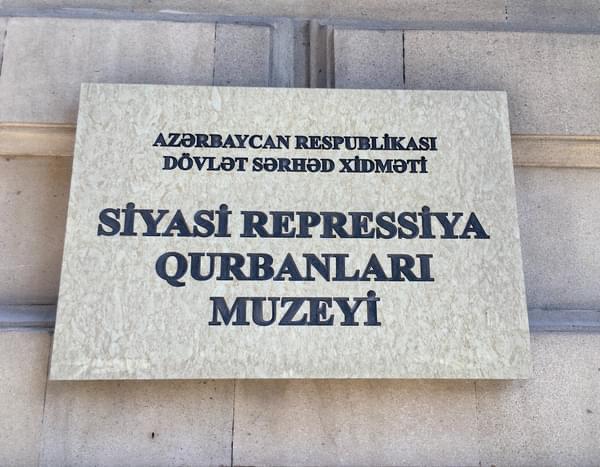 AZƏRBAYCAN RESPUBLİKASI
DÖVLƏT SƏRHƏD XİDMƏTİ
SİYASİ REPRESSİYA
QURBANLARI
MUZEYİ